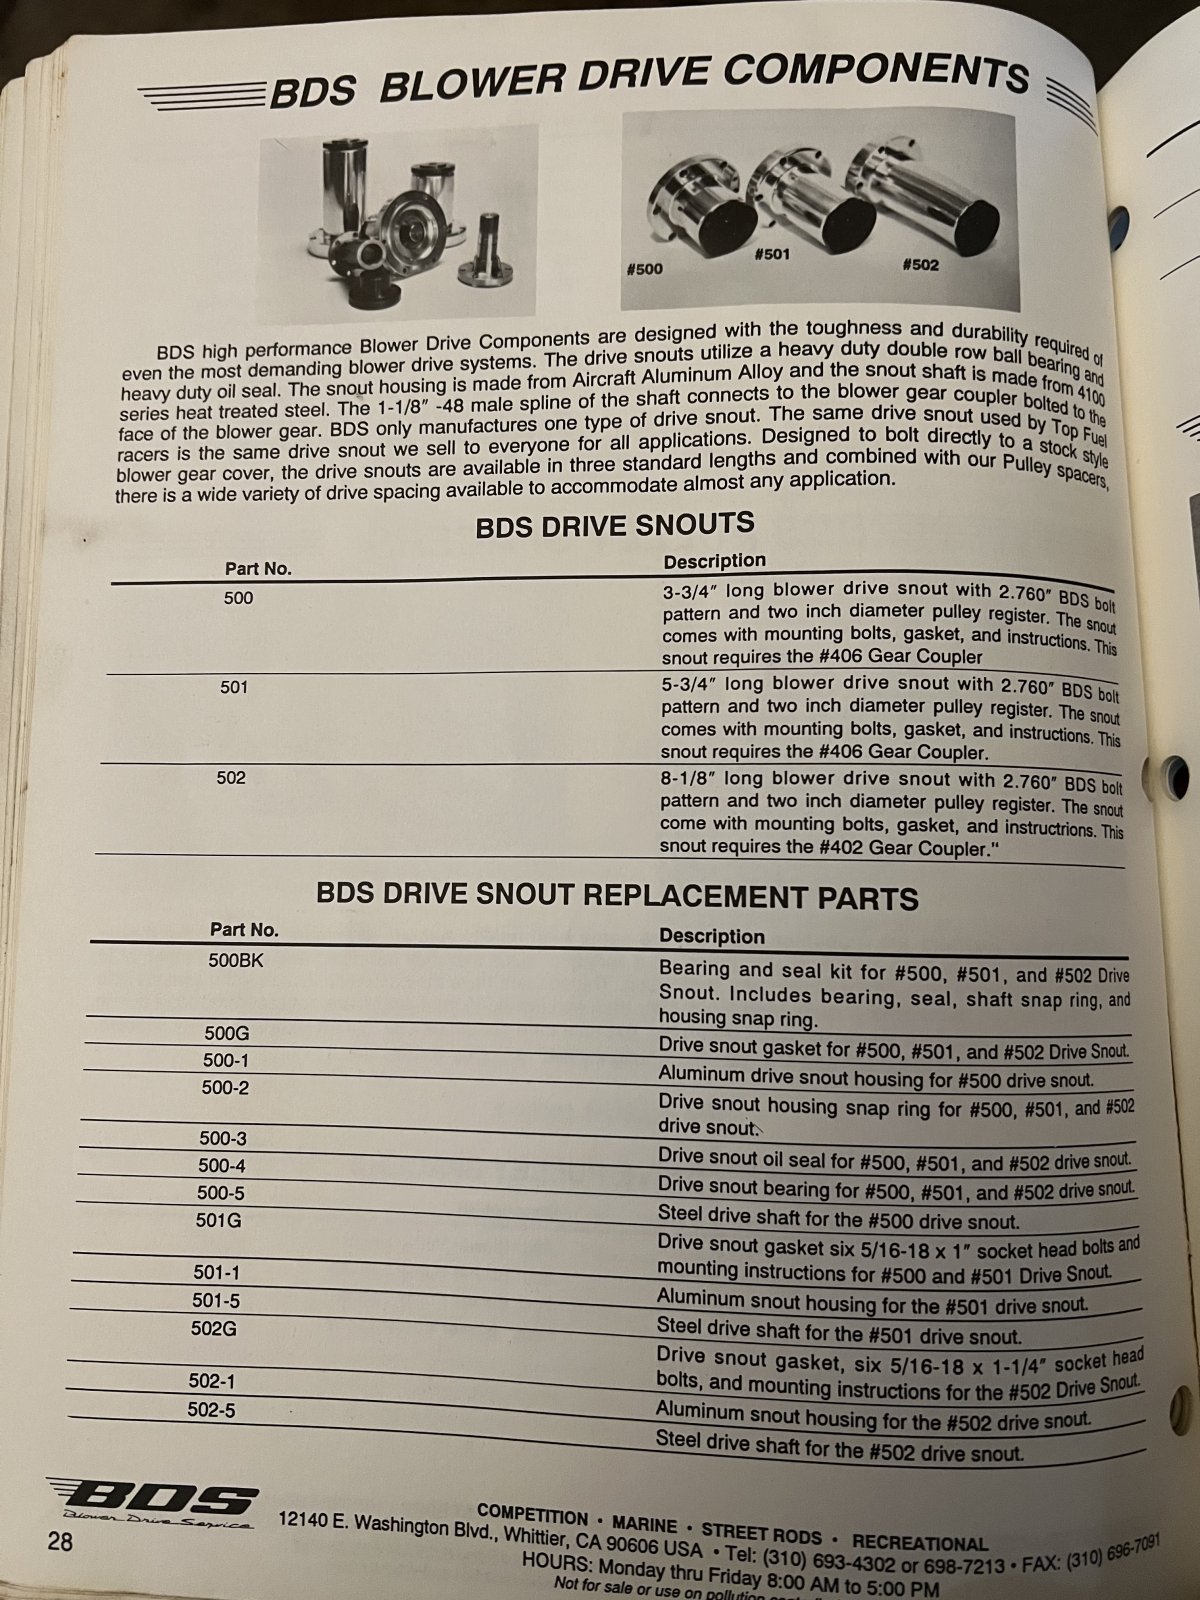 BDS BLOWER DRIVE COMPONENTS
#500
#501
#502
BDS high performance Blower Drive Components are designed with the toughness and durability required of
even the most demanding blower drive systems. The drive snouts utilize a heavy duty double row ball bearing and
heavy duty oil seal. The snout housing is made from Aircraft Aluminum Alloy and the snout shaft is made from 4100
series heat treated steel. The 1-1/8" -48 male spline of the shaft connects to the blower gear coupler bolted to the
face of the blower gear. BDS only manufactures one type of drive snout. The same drive snout used by Top Fuel
racers is the same drive snout we sell to everyone for all applications. Designed to bolt directly to a stock style
blower gear cover, the drive snouts are available in three standard lengths and combined with our Pulley spacers,
there is a wide variety of drive spacing available to accommodate almost any application.
BDS DRIVE SNOUTS
Part No. Description
500 3-3/4" long blower drive snout with 2.760" BDS bolt
pattern and two inch diameter pulley register. The snout
comes with mounting bolts, gasket, and instructions. This
snout requires the #406 Gear Coupler
501 5-3/4" long blower drive snout with 2.760" BDS bolt
pattern and two inch diameter pulley register. The snout
comes with mounting bolts, gasket, and instructions. This
snout requires the #406 Gear Coupler.
502 8-1/8" long blower drive snout with 2.760" BDS bolt
pattern and two inch diameter pulley register. The snout
come with mounting bolts, gasket, and instructrions. This
snout requires the #402 Gear Coupler."
BDS DRIVE SNOUT REPLACEMENT PARTS
Part No. Description
500BK Bearing and seal kit for #500, #501, and #502 Drive
Snout. Includes bearing, seal, shaft snap ring, and
housing snap ring.
500G Drive snout gasket for #500, #501, and #502 Drive Snout.
500-1 Aluminum drive snout housing for #500 drive snout.
500-2 Drive snout housing snap ring for #500, #501, and #502
drive snout.
500-3 Drive snout oil seal for #500, #501, and #502 drive snout.
500-4 Drive snout bearing for #500, #501, and #502 drive snout.
500-5 Steel drive shaft for the #500 drive snout.
501G Drive snout gasket six 5/16-18 x 1" socket head bolts and
mounting instructions for #500 and #501 Drive Snout.
501-1 Aluminum snout housing for the #501 drive snout.
501-5 Steel drive shaft for the #501 drive snout.
502G Drive snout gasket, six 5/16-18 x 1-1/4" socket head
bolts, and mounting instructions for the #502 Drive Snout.
502-1 Aluminum snout housing for the #502 drive snout.
502-5 Steel drive shaft for the #502 drive snout.
BDS
Blower Drive Service
COMPETITION • MARINE • STREET RODS • RECREATIONAL
12140 E. Washington Blvd., Whittier, CA 90606 USA • Tel: (310) 693-4302 or 698-7213 • FAX: (310) 696-7091
HOURS: Monday thru Friday 8:00 AM to 5:00 PM
Not for sale or use on pollution
28